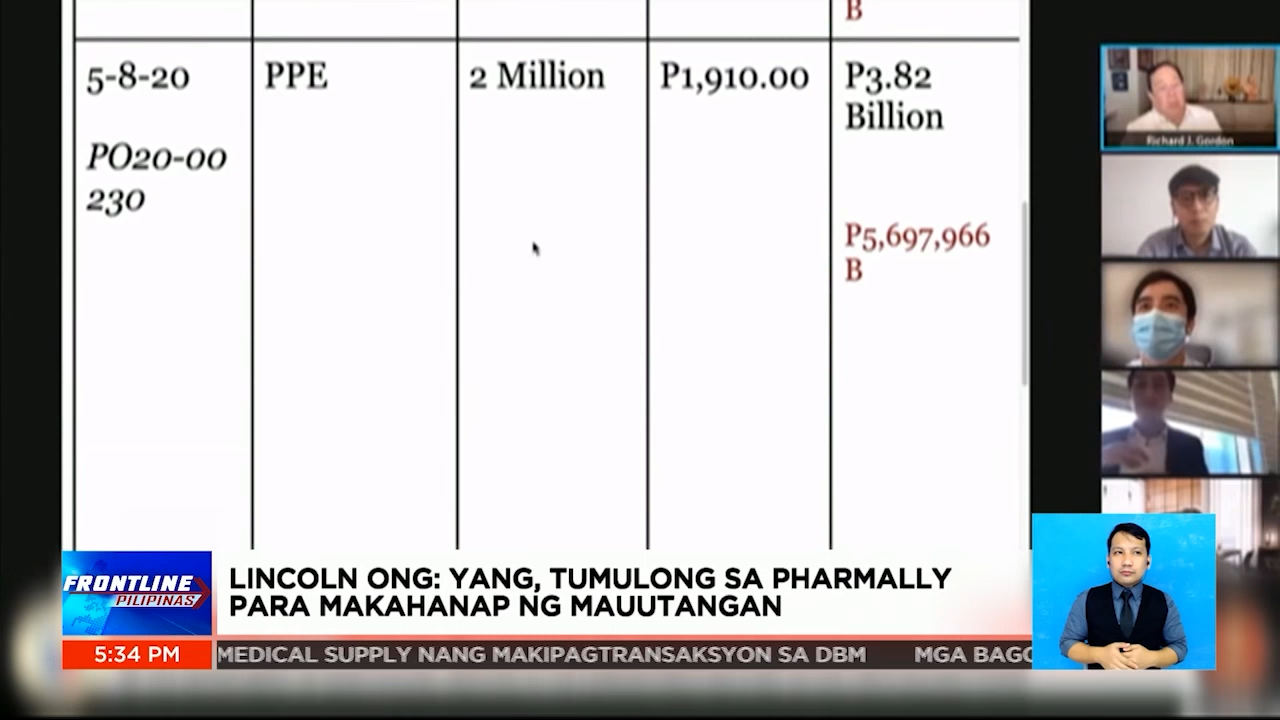 B
5-8-20
PPE
2 Million
P1,910.00
P3.82
Billion
PO20-00
230
P5,697,966
B
Richard J. Gordon
FRONTLINE
PILIPINAS
LINCOLN ONG: YANG, TUMULONG SA PHARMALLY
PARA MAKAHANAP NG MAUUTANGAN
5:34 PM
MEDICAL SUPPLY NANG MAKIPAGTRANSAKSYON SA DBM
MGA BAGO